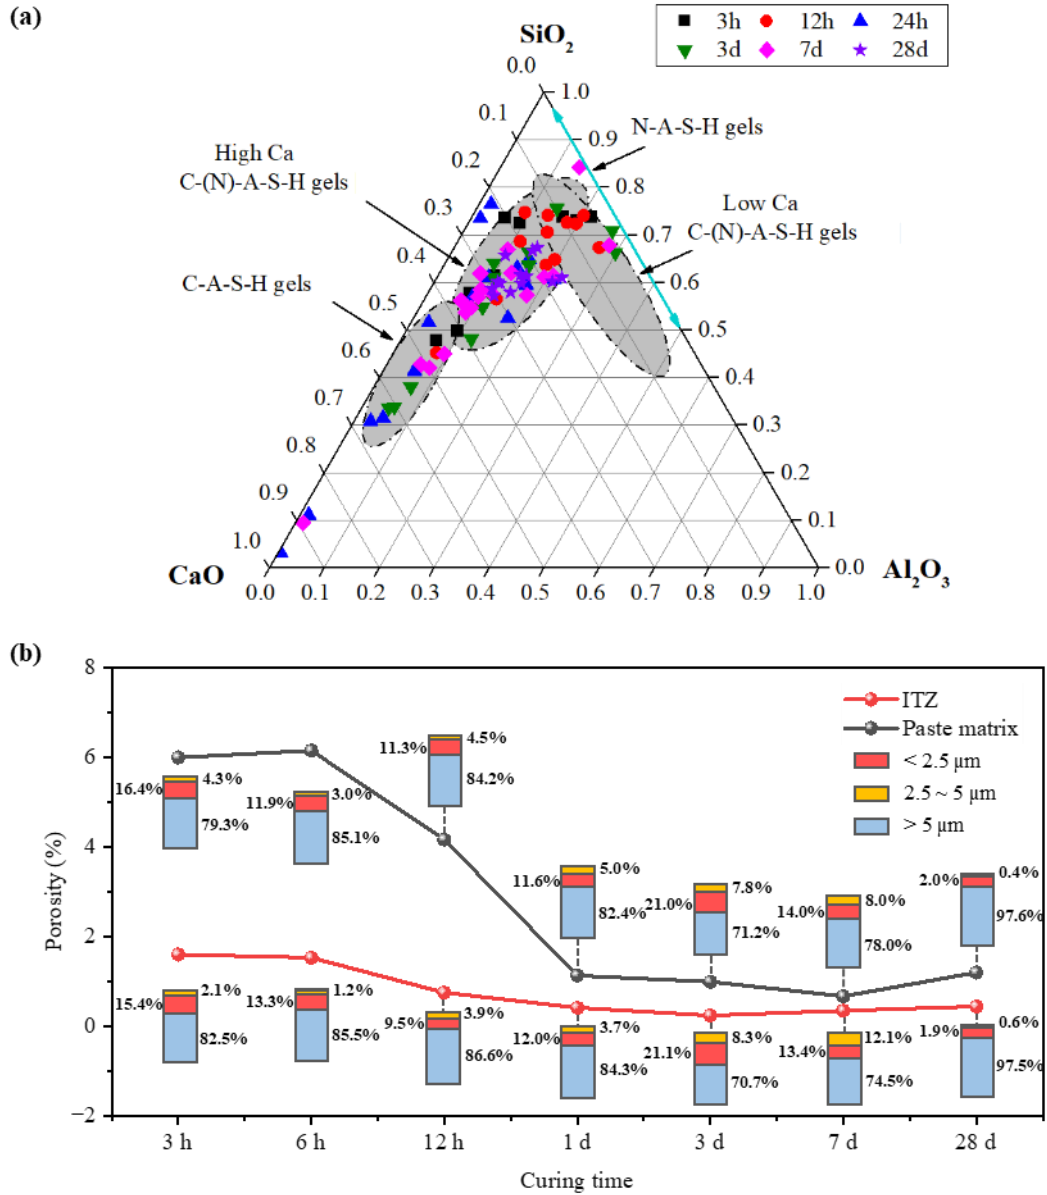 (a)
3h 12h 24h
3d 7d 28d
SiO2
0.0
0.1
0.2
0.3
0.4
0.5
0.6
0.7
0.8
0.9
1.0
1.0
0.9
0.8
0.7
0.6
0.5
0.4
0.3
0.2
0.1
0.0
N-A-S-H gels
High Ca
C-(N)-A-S-H gels
Low Ca
C-(N)-A-S-H gels
C-A-S-H gels
CaO
Al2O3
0.0 0.1 0.2 0.3 0.4 0.5 0.6 0.7 0.8 0.9 1.0
(b)
8
6
4
2
0
−2
Porosity (%)
ITZ
Paste matrix
< 2.5 μm
2.5 ~ 5 μm
> 5 μm
16.4% 4.3%
79.3%
11.9% 3.0%
85.1%
11.3% 4.5%
84.2%
11.6% 5.0%
82.4%
21.0% 7.8%
71.2%
14.0% 8.0%
78.0%
2.0% 0.4%
97.6%
15.4% 2.1%
82.5%
13.3% 1.2%
85.5%
9.5% 3.9%
86.6%
12.0% 3.7%
84.3%
21.1% 8.3%
70.7%
13.4% 12.1%
74.5%
1.9% 0.6%
97.5%
3 h 6 h 12 h 1 d 3 d 7 d 28 d
Curing time